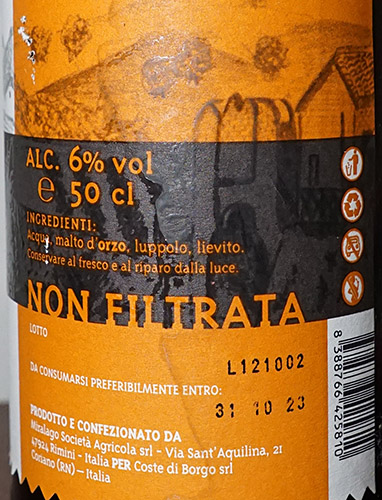 ALC. 6% vol
℮ 50 cl
INGREDIENTI:
Acqua, malto d'orzo, luppolo, lievito.
Conservare al fresco e al riparo dalla luce.
NON FILTRATA
LOTTO
L121002
DA CONSUMARSI PREFERIBILMENTE ENTRO:
31 10 23
PRODOTTO E CONFEZIONATO DA
Miralago Società Agricola srl - Via Sant'Aquilina, 21
47924 Rimini - Italia PER Coste di Borgo srl
Coriano (RN) — Italia
8 388766 425810